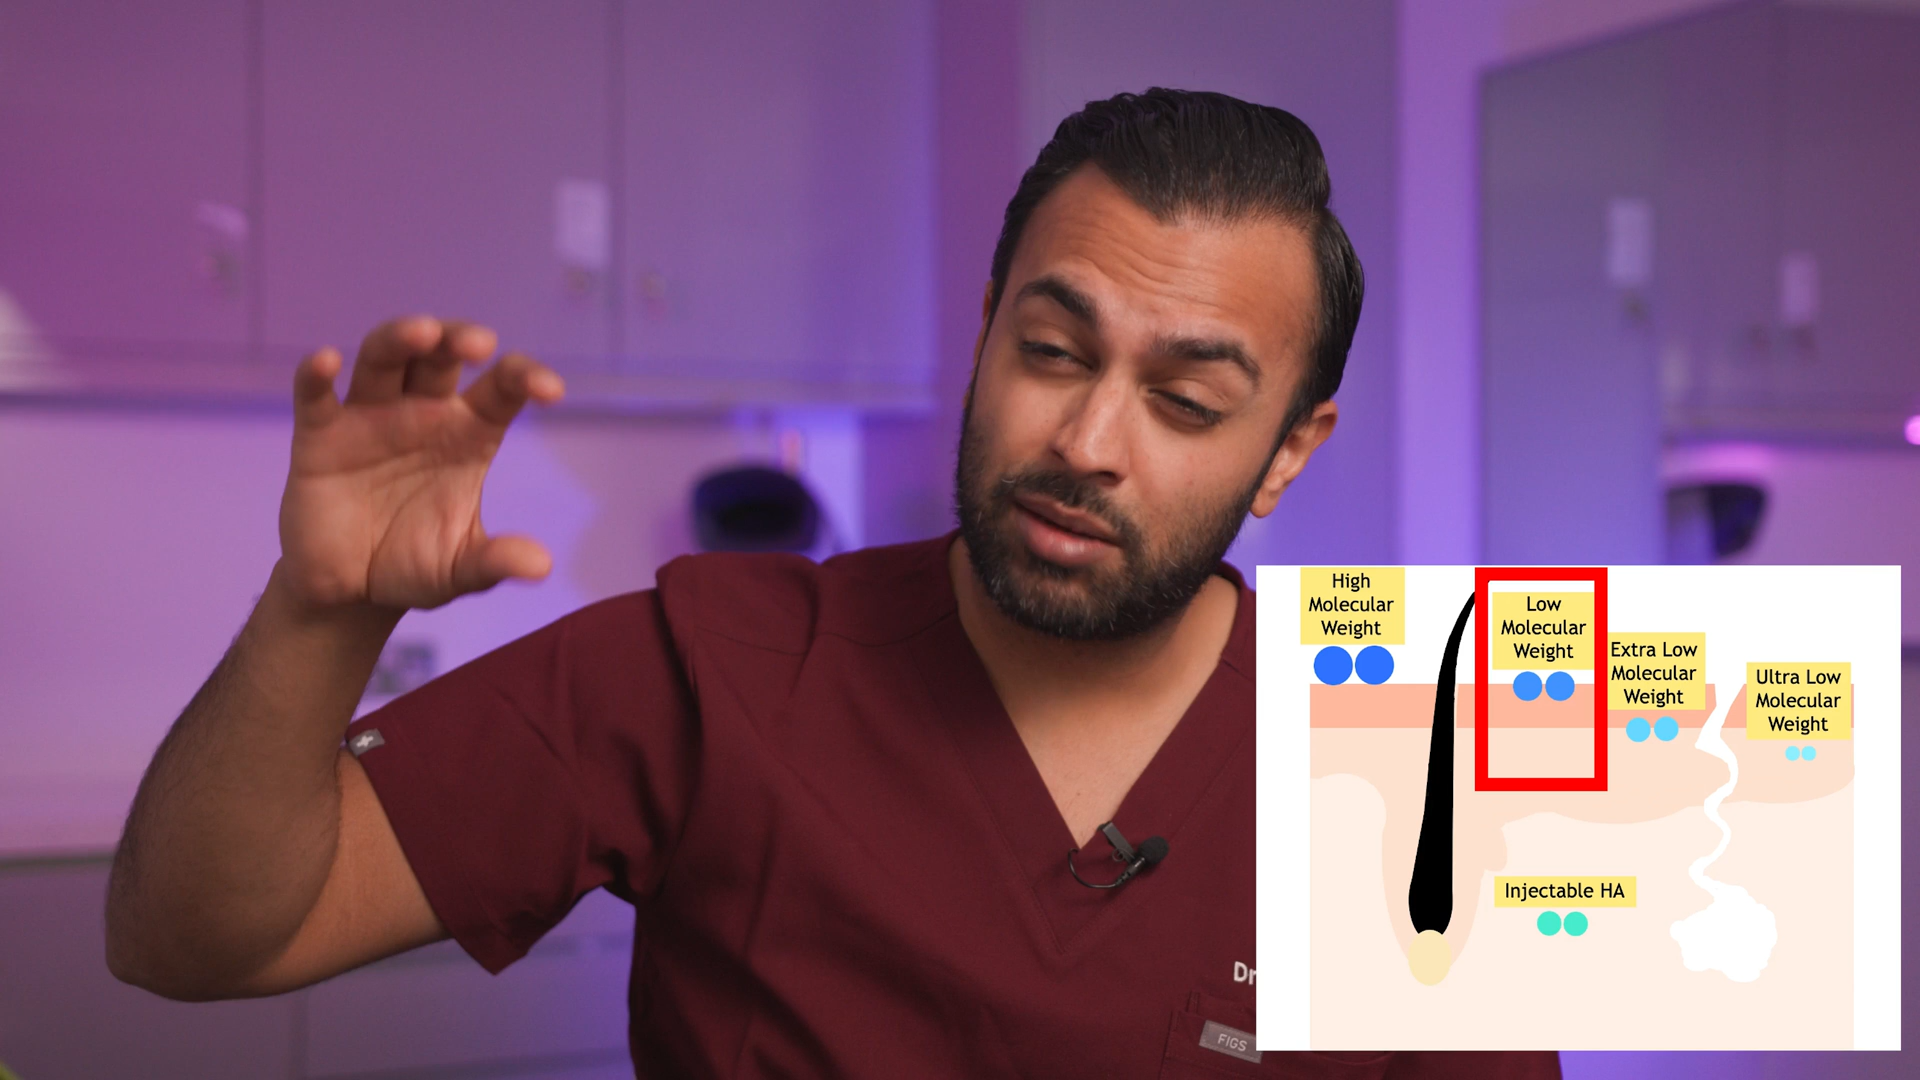 High
Molecular
Weight
Low
Molecular
Weight
Extra Low
Molecular
Weight
Ultra Low
Molecular
Weight
Injectable HA
Dr
FIGS